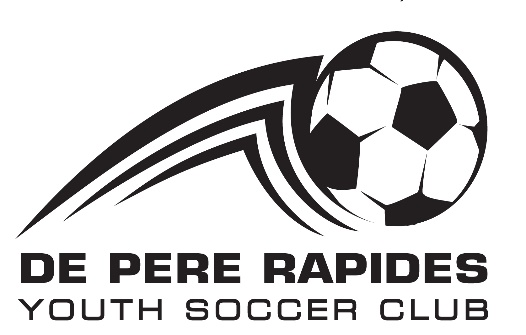 DE PERE RAPIDES
YOUTH SOCCER CLUB